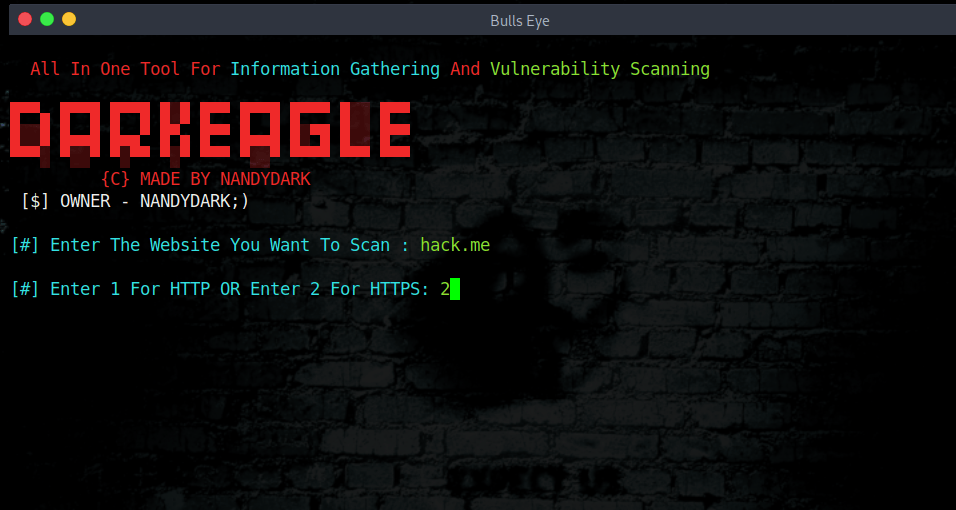 Bulls Eye
All In One Tool For Information Gathering And Vulnerability Scanning
DARKEAGLE
{C} MADE BY NANDYDARK
[$] OWNER - NANDYDARK;)
[#] Enter The Website You Want To Scan : hack.me
[#] Enter 1 For HTTP OR Enter 2 For HTTPS: 2